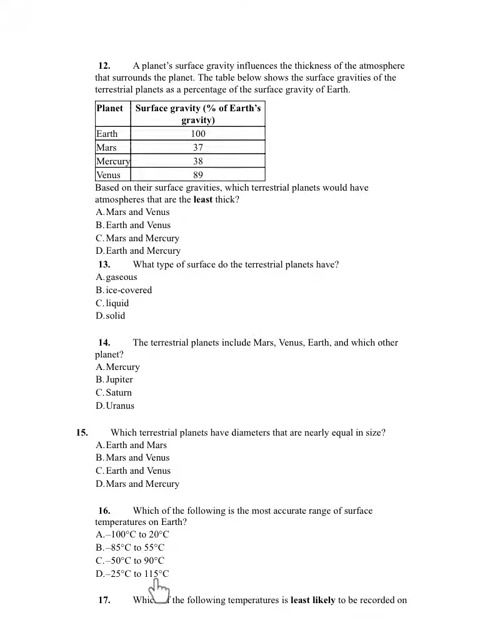 12. A planet's surface gravity influences the thickness of the atmosphere
that surrounds the planet. The table below shows the surface gravities of the
terrestrial planets as a percentage of the surface gravity of Earth.
Planet Surface gravity (% of Earth's
gravity)
Earth 100
Mars 37
Mercury 38
Venus 89
Based on their surface gravities, which terrestrial planets would have
atmospheres that are the least thick?
A. Mars and Venus
B. Earth and Venus
C. Mars and Mercury
D. Earth and Mercury
13. What type of surface do the terrestrial planets have?
A. gaseous
B. ice-covered
C. liquid
D. solid
14. The terrestrial planets include Mars, Venus, Earth, and which other
planet?
A. Mercury
B. Jupiter
C. Saturn
D. Uranus
15. Which terrestrial planets have diameters that are nearly equal in size?
A. Earth and Mars
B. Mars and Venus
C. Earth and Venus
D. Mars and Mercury
16. Which of the following is the most accurate range of surface
temperatures on Earth?
A. –100°C to 20°C
B. –85°C to 55°C
C. –50°C to 90°C
D. –25°C to 115°C
17. Which of the following temperatures is least likely to be recorded on